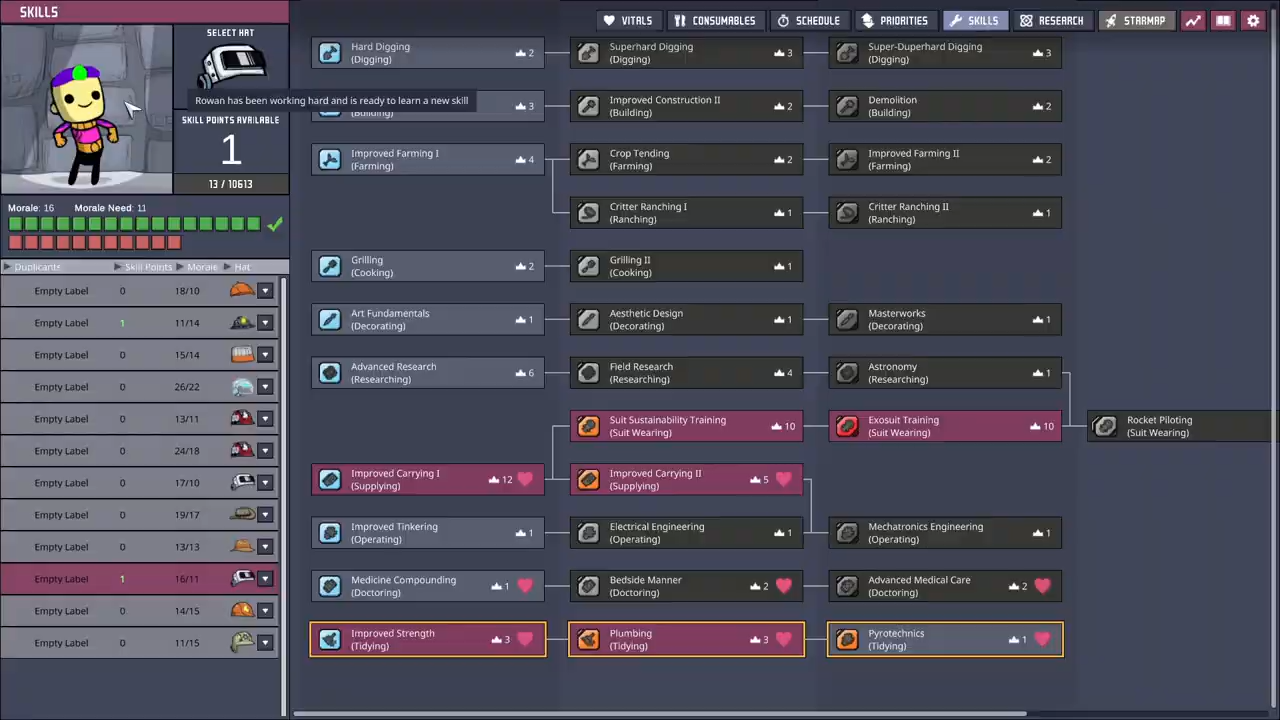 SKILLS
VITALS
CONSUMABLES
SCHEDULE
PRIORITIES
SKILLS
RESEARCH
STARMAP
SELECT HAT
Rowan has been working hard and is ready to learn a new skill
SKILL POINTS AVAILABLE
1
13 / 10613
Morale: 16 Morale Need: 11
Duplicants Skill Points Morale Hat
Empty Label 0 18/10
Empty Label 1 11/14
Empty Label 0 15/14
Empty Label 0 26/22
Empty Label 0 13/11
Empty Label 0 24/18
Empty Label 0 17/10
Empty Label 0 19/17
Empty Label 0 13/13
Empty Label 1 16/11
Empty Label 0 14/15
Empty Label 0 11/15
Hard Digging
(Digging)
2
Superhard Digging
(Digging)
3
Super-Duperhard Digging
(Digging)
3
(Building)
3
Improved Construction II
(Building)
2
Demolition
(Building)
2
Improved Farming I
(Farming)
4
Crop Tending
(Farming)
2
Improved Farming II
(Farming)
2
Critter Ranching I
(Ranching)
1
Critter Ranching II
(Ranching)
1
Grilling
(Cooking)
2
Grilling II
(Cooking)
1
Art Fundamentals
(Decorating)
1
Aesthetic Design
(Decorating)
1
Masterworks
(Decorating)
1
Advanced Research
(Researching)
6
Field Research
(Researching)
4
Astronomy
(Researching)
1
Suit Sustainability Training
(Suit Wearing)
10
Exosuit Training
(Suit Wearing)
10
Rocket Piloting
(Suit Wearing)
Improved Carrying I
(Supplying)
12
Improved Carrying II
(Supplying)
5
Improved Tinkering
(Operating)
1
Electrical Engineering
(Operating)
1
Mechatronics Engineering
(Operating)
1
Medicine Compounding
(Doctoring)
1
Bedside Manner
(Doctoring)
2
Advanced Medical Care
(Doctoring)
2
Improved Strength
(Tidying)
3
Plumbing
(Tidying)
3
Pyrotechnics
(Tidying)
1